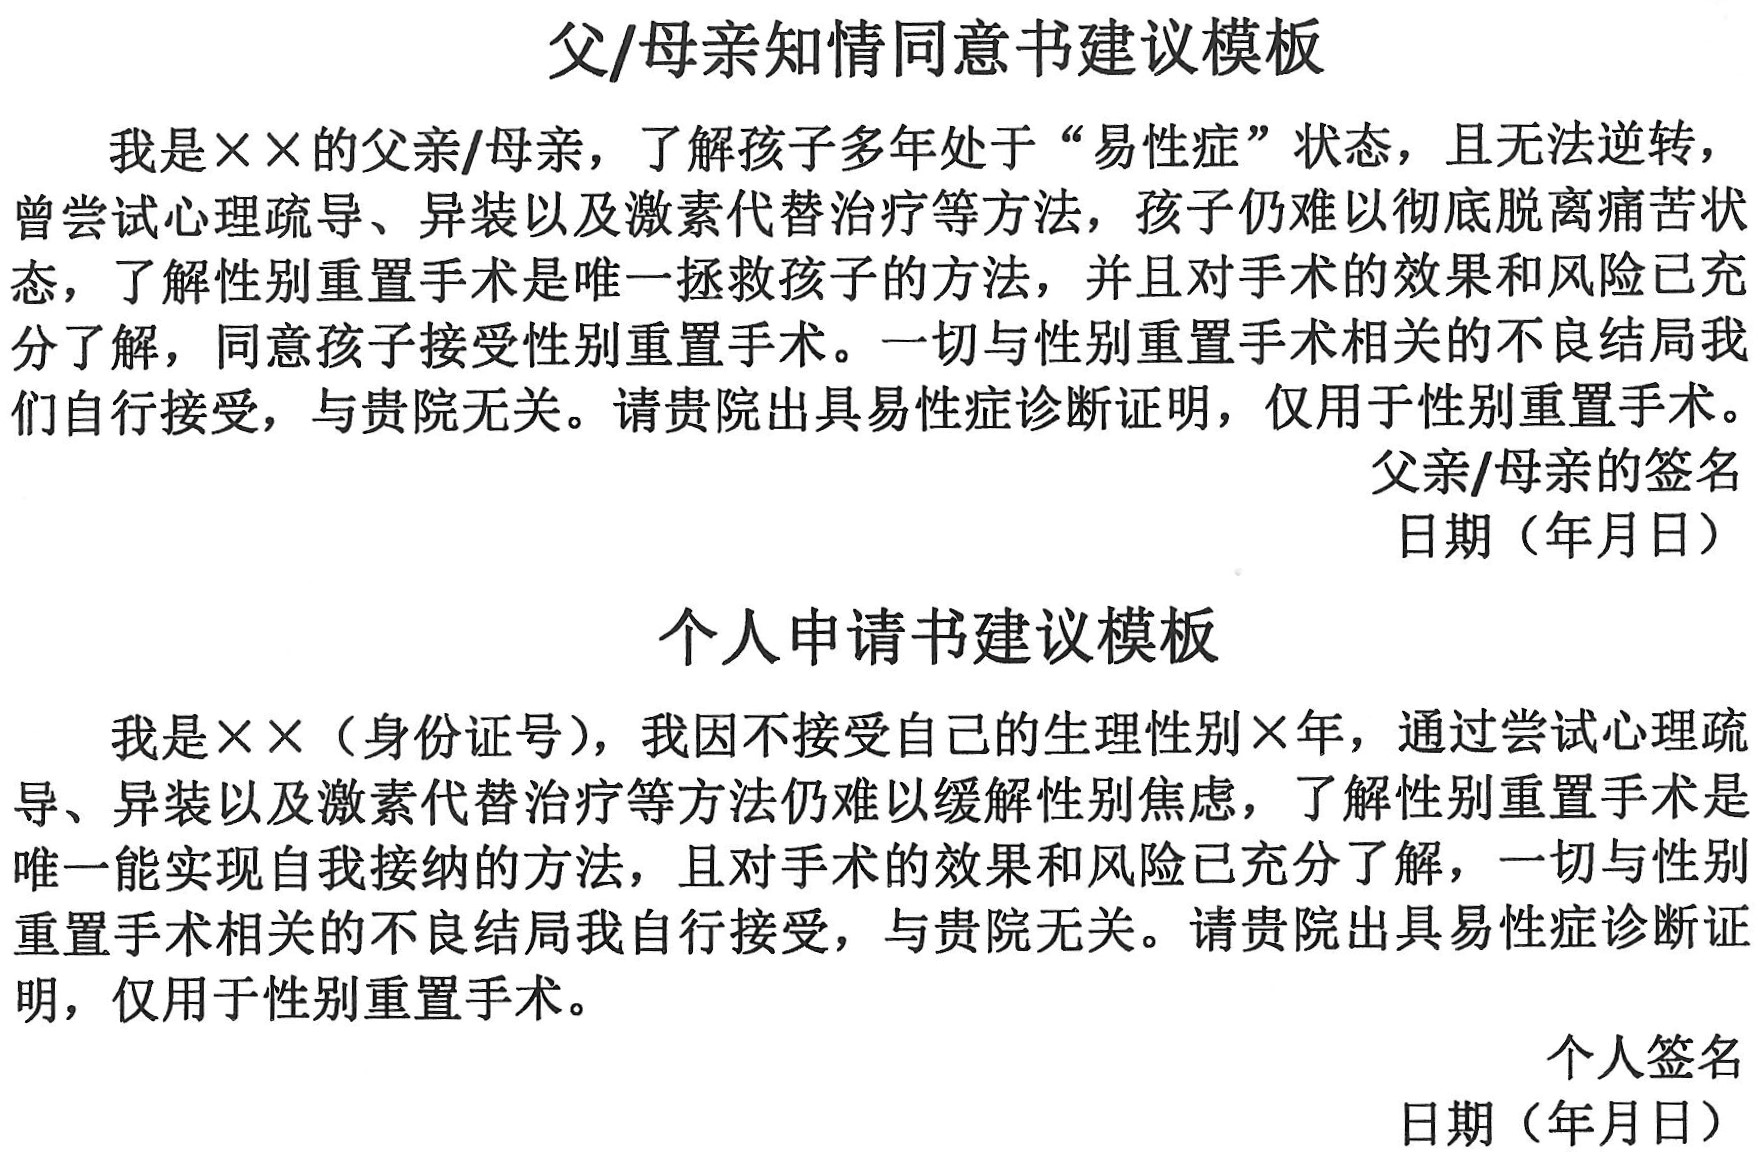 父/母亲知情同意书建议模板
我是××的父亲/母亲，了解孩子多年处于“易性症”状态，且无法逆转，
曾尝试心理疏导、异装以及激素代替治疗等方法，孩子仍难以彻底脱离痛苦状
态，了解性别重置手术是唯一拯救孩子的方法，并且对手术的效果和风险已充
分了解，同意孩子接受性别重置手术。一切与性别重置手术相关的不良结局我
们自行接受，与贵院无关。请贵院出具易性症诊断证明，仅用于性别重置手术。
父亲/母亲的签名
日期（年月日）
个人申请书建议模板
我是××（身份证号），我因不接受自己的生理性别×年，通过尝试心理疏
导、异装以及激素代替治疗等方法仍难以缓解性别焦虑，了解性别重置手术是
唯一能实现自我接纳的方法，且对手术的效果和风险已充分了解，一切与性别
重置手术相关的不良结局我自行接受，与贵院无关。请贵院出具易性症诊断证
明，仅用于性别重置手术。
个人签名
日期（年月日）